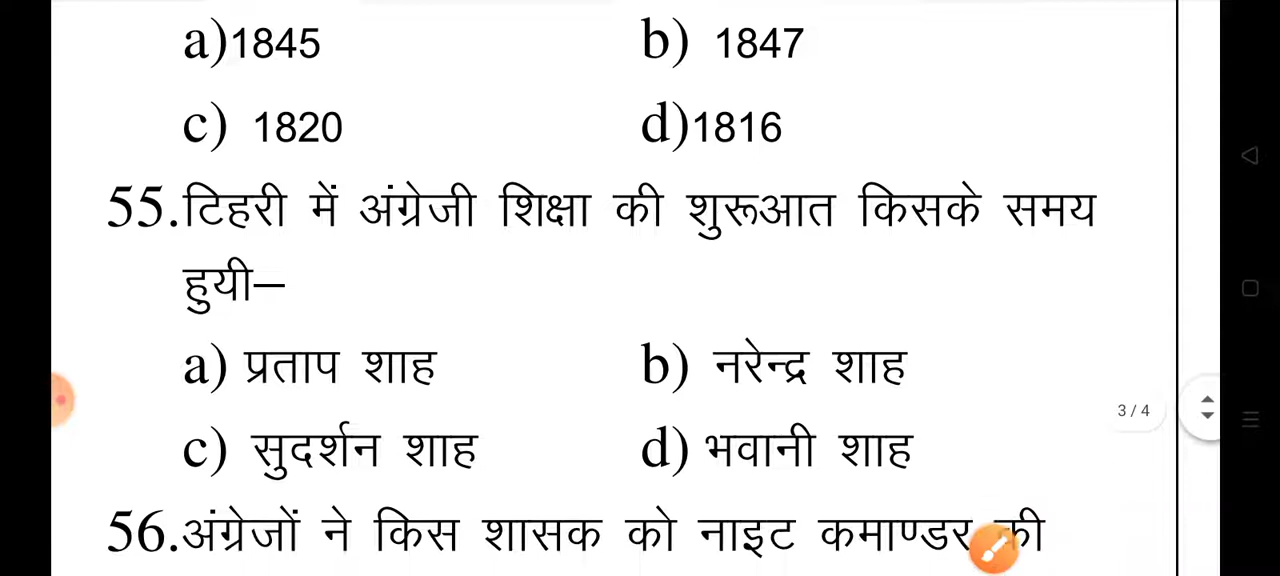 a)1845 b) 1847
c) 1820 d)1816
55.टिहरी में अंग्रेजी शिक्षा की शुरूआत किसके समय
हुयी–
a) प्रताप शाह b) नरेन्द्र शाह
c) सुदर्शन शाह d) भवानी शाह
3 / 4
56.अंग्रेजों ने किस शासक को नाइट कमाण्डर की